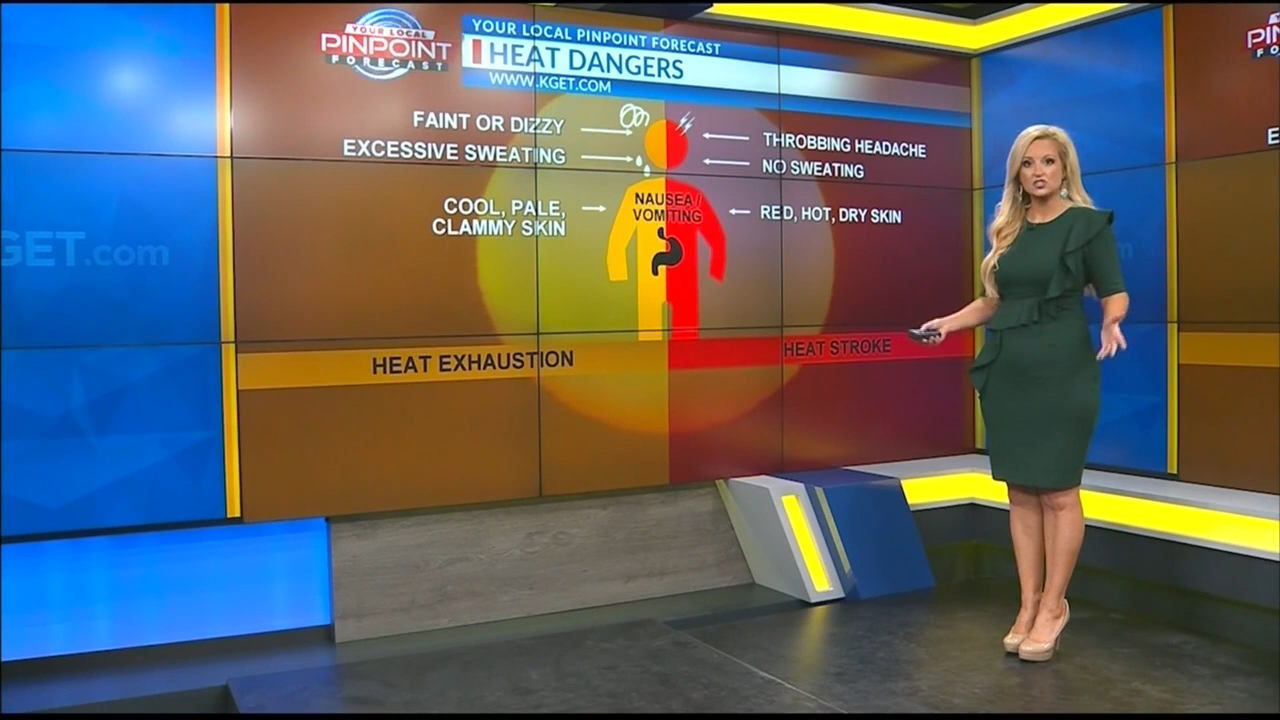 YOUR LOCAL
PINPOINT
FORECAST
YOUR LOCAL PINPOINT FORECAST
HEAT DANGERS
WWW.KGET.COM
FAINT OR DIZZY
EXCESSIVE SWEATING
COOL, PALE,
CLAMMY SKIN
NAUSEA /
VOMITING
THROBBING HEADACHE
NO SWEATING
RED, HOT, DRY SKIN
HEAT EXHAUSTION
HEAT STROKE
GET.com